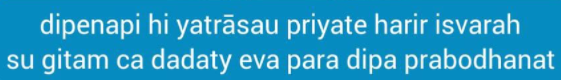 dipenapi hi yatrāsau priyate harir isvarah
su gitam ca dadaty eva para dipa prabodhanat